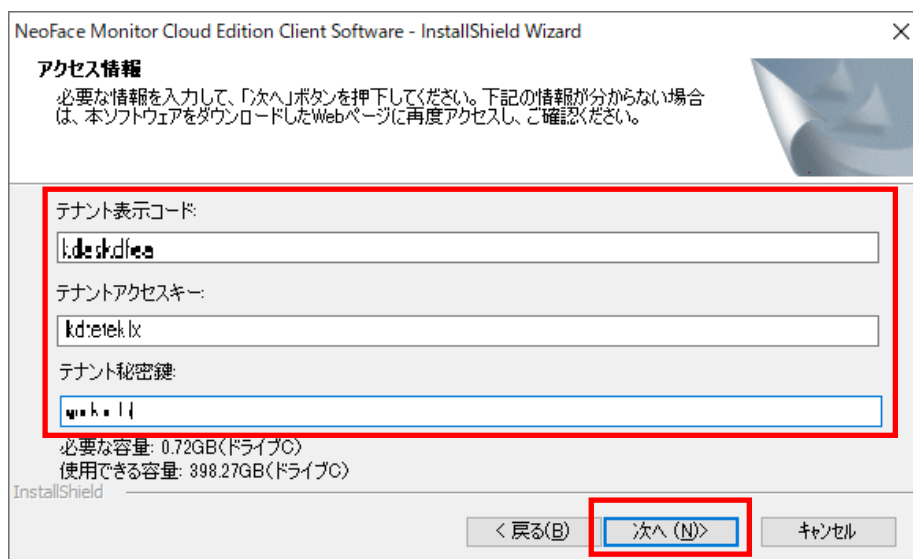 NeoFace Monitor Cloud Edition Client Software - InstallShield Wizard
アクセス情報
必要な情報を入力して、「次へ」ボタンを押下してください。下記の情報が分からない場合
は、本ソフトウェアをダウンロードしたWebページに再度アクセスし、ご確認ください。
テナント表示コード:
テナントアクセスキー:
テナント秘密鍵:
必要な容量: 0.72GB(ドライブC)
使用できる容量: 398.27GB(ドライブC)
InstallShield
< 戻る(B)
次へ (N)>
キャンセル